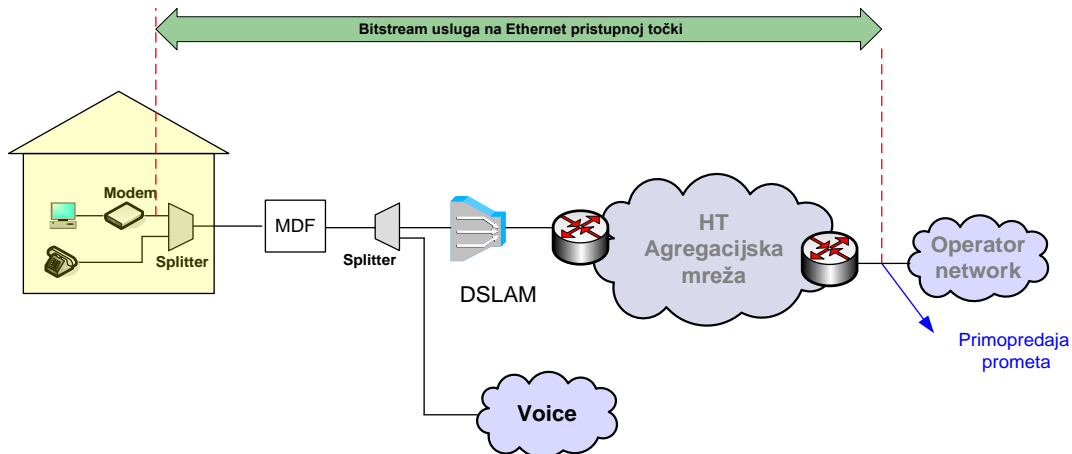 Bitstream usluga na Ethernet pristupnoj točki
Modem
Splitter
MDF
Splitter
DSLAM
HT
Agregacijska
mreža
Operator
network
Primopredaja
prometa
Voice